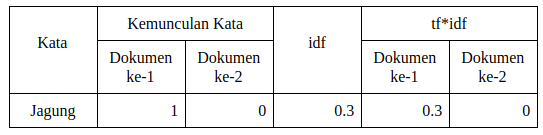 Kata Kemunculan Kata idf tf*idf
Dokumen ke-1 Dokumen ke-2 Dokumen ke-1 Dokumen ke-2
Jagung 1 0 0.3 0.3 0